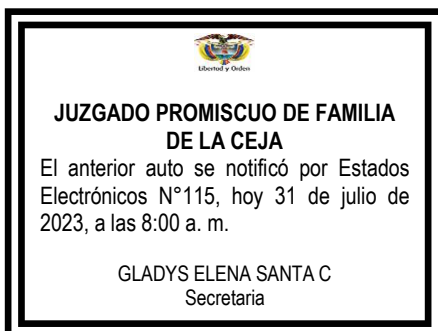 Libertad y Orden
JUZGADO PROMISCUO DE FAMILIA
DE LA CEJA
El anterior auto se notificó por Estados
Electrónicos N°115, hoy 31 de julio de
2023, a las 8:00 a. m.
GLADYS ELENA SANTA C
Secretaria